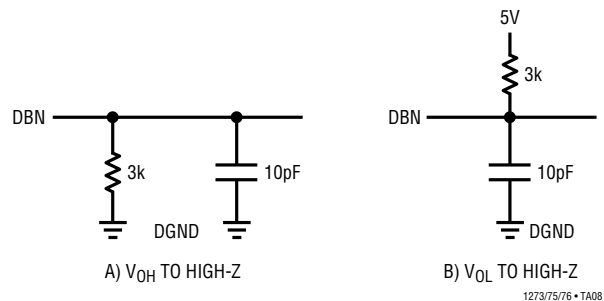 5V
3k
DBN
DBN
3k
10pF
10pF
DGND
DGND
A) VOH TO HIGH-Z
B) VOL TO HIGH-Z
1273/75/76 • TA08